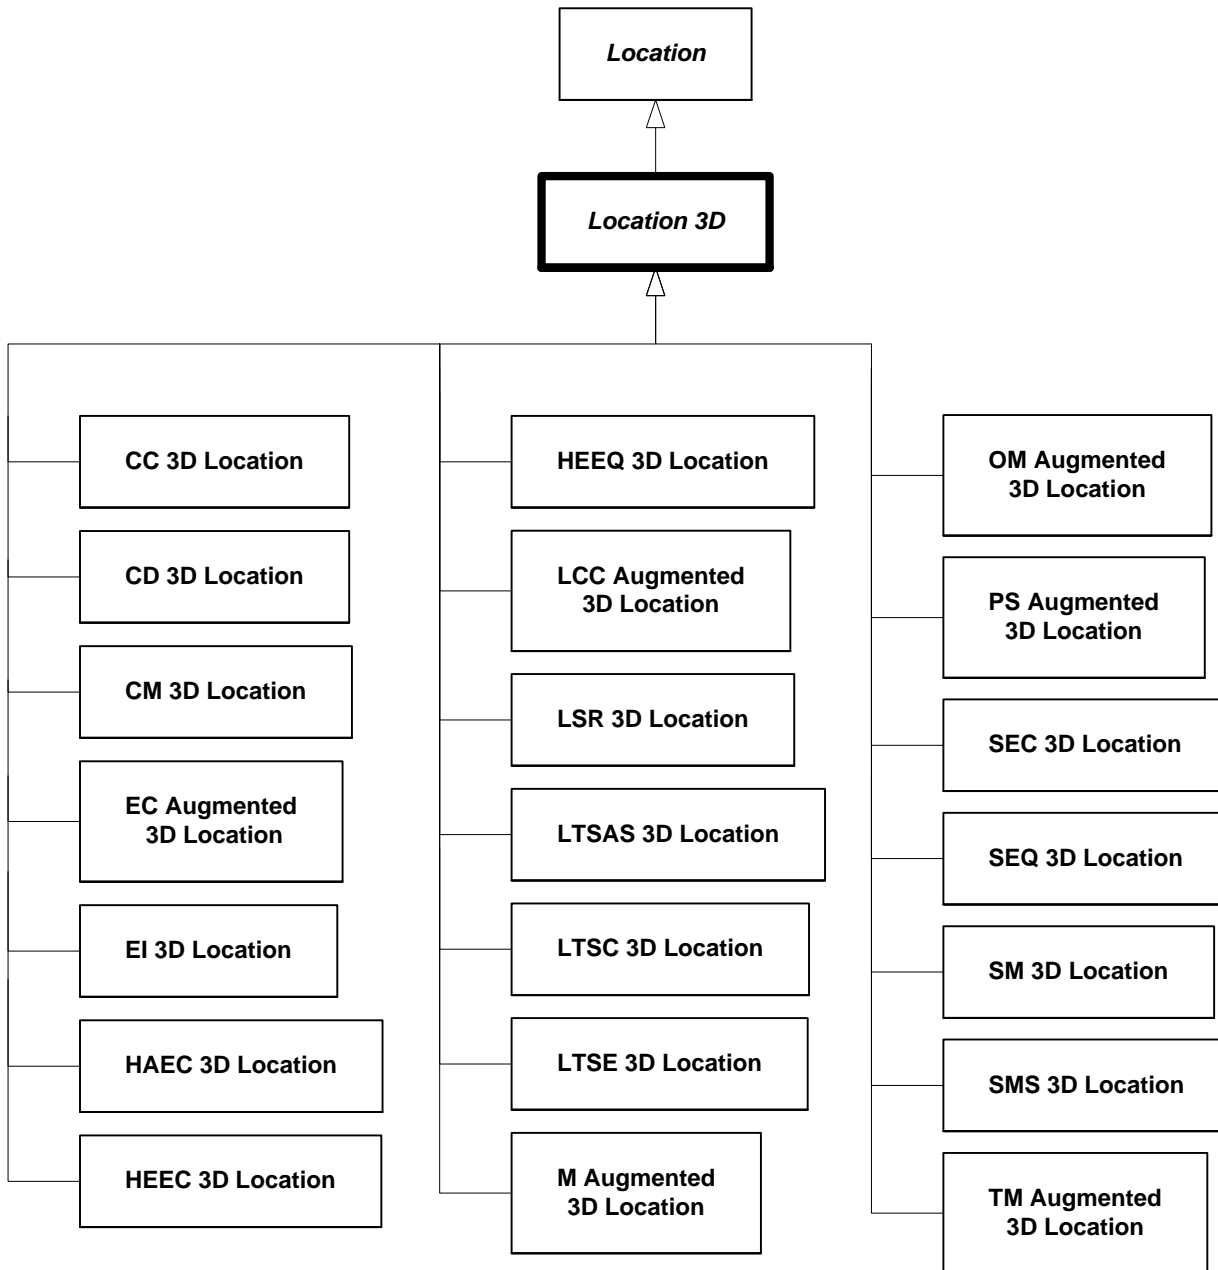 Location
Location 3D
CC 3D Location
CD 3D Location
CM 3D Location
EC Augmented
3D Location
EI 3D Location
HAEC 3D Location
HEEC 3D Location
HEEQ 3D Location
LCC Augmented
3D Location
LSR 3D Location
LTSAS 3D Location
LTSC 3D Location
LTSE 3D Location
M Augmented
3D Location
OM Augmented
3D Location
PS Augmented
3D Location
SEC 3D Location
SEQ 3D Location
SM 3D Location
SMS 3D Location
TM Augmented
3D Location